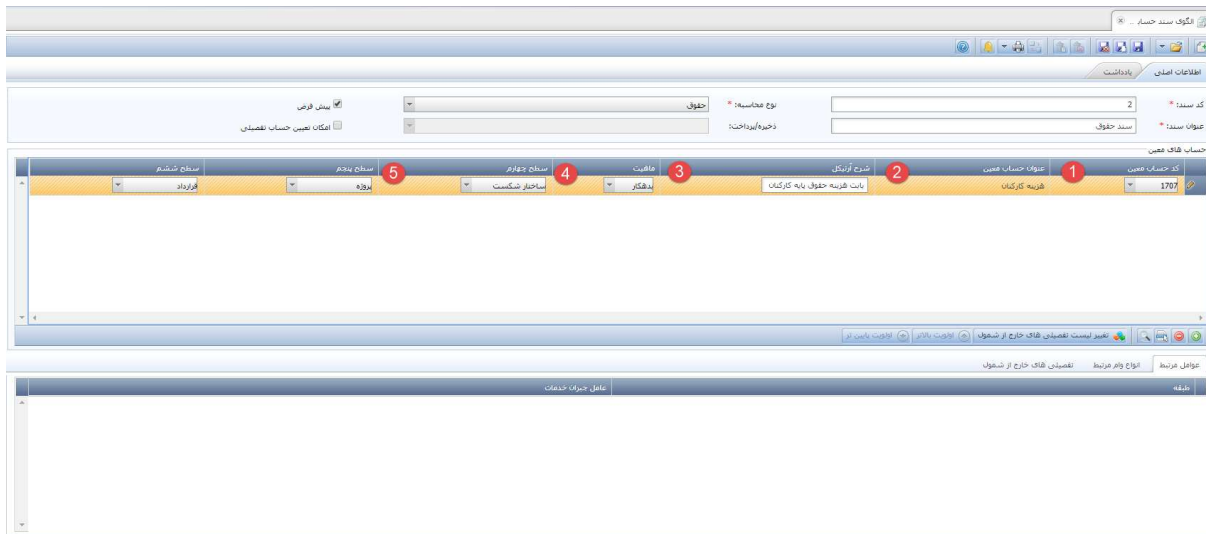 الگوی سند حساب ...
اطلاعات اصلی یادداشت
کد سند: * 2 نوع محاسبه: * حقوق پیش فرض
عنوان سند: * سند حقوق ذخیره/پرداخت: امکان تعیین حساب تفصیلی
حساب های معین
کد حساب معین 1 عنوان حساب معین 2 شرح آرتیکل 3 ماهیت 4 سطح چهارم 5 سطح پنجم سطح ششم
1707 هزینه کارکنان بابت هزینه حقوق پایه کارکنان بدهکار ساختار شکست پروژه قرارداد
تغییر لیست تفصیلی های خارج از شمول اولویت بالاتر اولویت پایین تر
عوامل مرتبط انواع وام مرتبط تفصیلی های خارج از شمول
طبقه عامل جبران خدمات